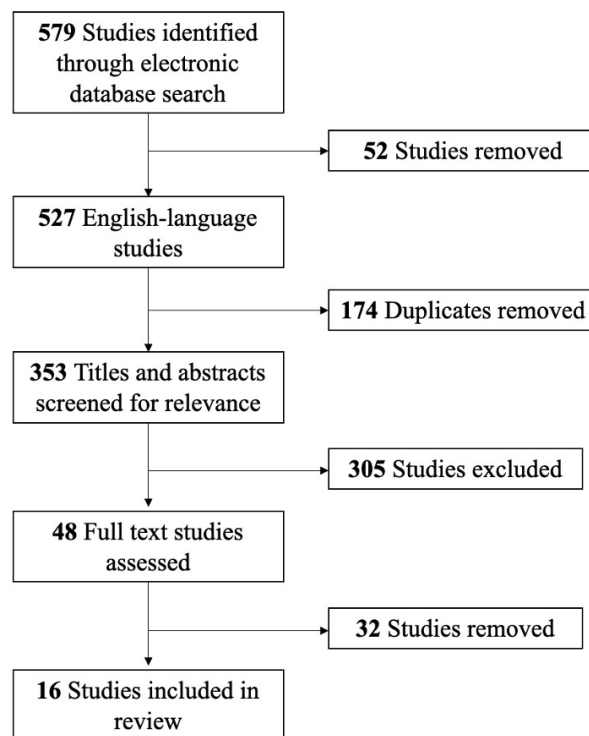 579 Studies identified
through electronic
database search
52 Studies removed
527 English-language
studies
174 Duplicates removed
353 Titles and abstracts
screened for relevance
305 Studies excluded
48 Full text studies
assessed
32 Studies removed
16 Studies included in
review